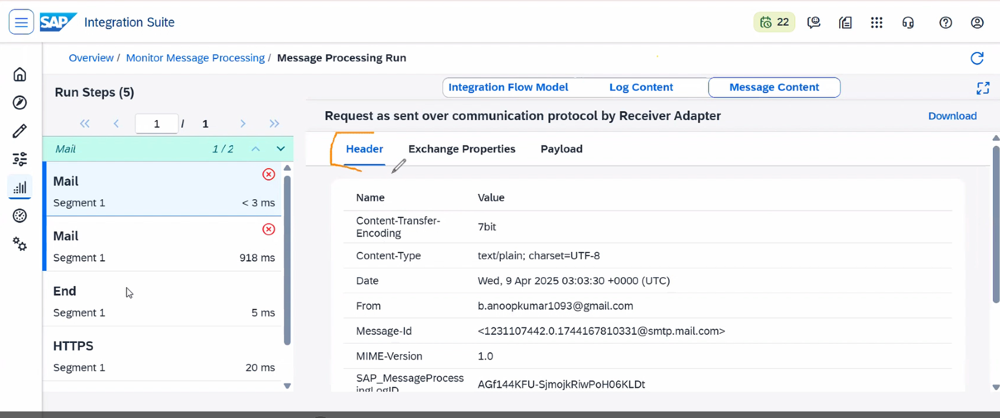 SAP Integration Suite 22
Overview / Monitor Message Processing / Message Processing Run
Run Steps (5)
1 / 1
Mail 1 / 2
Mail
Segment 1 < 3 ms
Mail
Segment 1 918 ms
End
Segment 1 5 ms
HTTPS
Segment 1 20 ms
Integration Flow Model Log Content Message Content
Request as sent over communication protocol by Receiver Adapter Download
Header Exchange Properties Payload
Name Value
Content-Transfer-
Encoding 7bit
Content-Type text/plain; charset=UTF-8
Date Wed, 9 Apr 2025 03:03:30 +0000 (UTC)
From b.anoopkumar1093@gmail.com
Message-Id <1231107442.0.1744167810331@smtp.mail.com>
MIME-Version 1.0
SAP_MessageProcess
ingLogID AGf144KFU-SjmojkRiwPoH06KLDt